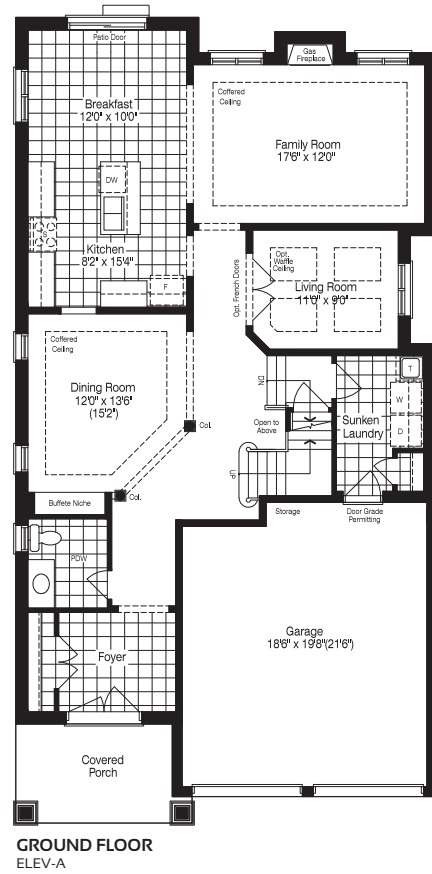 Patio Door
Gas
Fireplace
Breakfast
12'0" x 10'0"
Coffered
Ceiling
Family Room
17'6" x 12'0"
DW
S
Kitchen
8'2" x 15'4"
F
Opt. French Doors
Opt.
Waffle
Ceiling
Living Room
11'0" x 9'0"
Coffered
Ceiling
Dining Room
12'0" x 13'6"
(15'2")
Col.
Col.
DN
Open to
Above
UP
T
W
D
Sunken
Laundry
Buffete Niche
Storage
Door Grade
Permitting
PDW
Foyer
Garage
18'6" x 19'8"(21'6")
Covered
Porch
GROUND FLOOR
ELEV-A